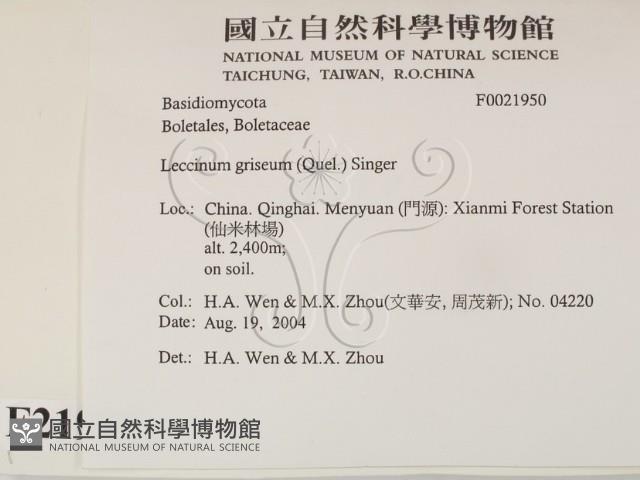 國立自然科學博物館
NATIONAL MUSEUM OF NATURAL SCIENCE
TAICHUNG, TAIWAN, R.O.CHINA
Basidiomycota F0021950
Boletales, Boletaceae
Leccinum griseum (Quel.) Singer
Loc.: China. Qinghai. Menyuan (門源): Xianmi Forest Station
(仙米林場)
alt. 2,400m;
on soil.
Col.: H.A. Wen & M.X. Zhou(文華安, 周茂新); No. 04220
Date: Aug. 19, 2004
Det.: H.A. Wen & M.X. Zhou
國立自然科學博物館
NATIONAL MUSEUM OF NATURAL SCIENCE